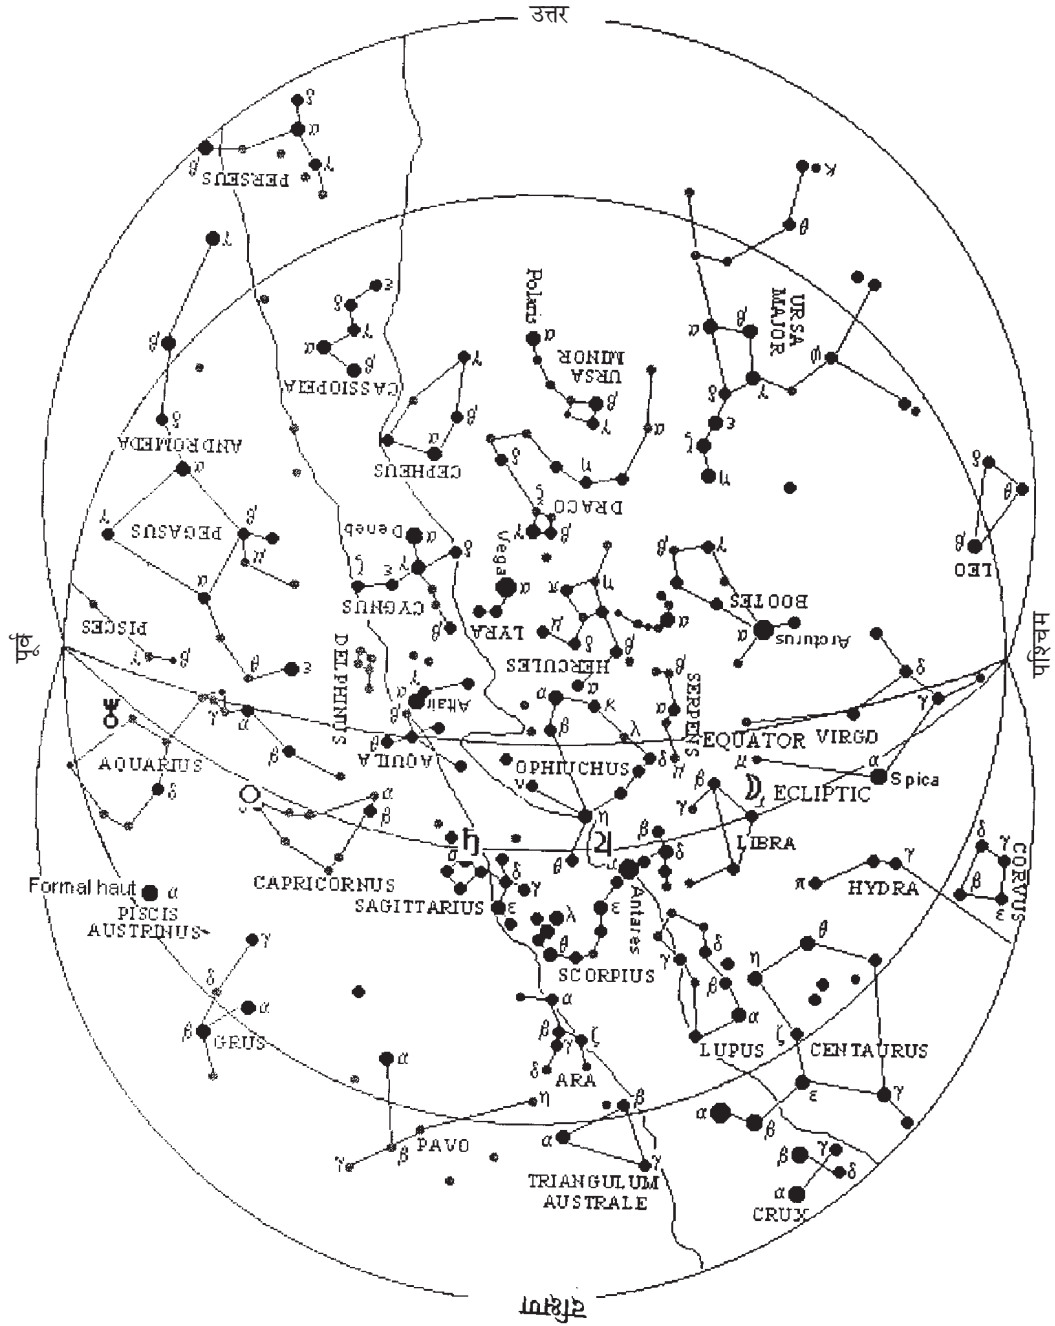 उत्तर
δ
α
β
γ
PERSEUS
κ
θ
γ
ε
δ
γ
α
β
CASSIOPEIA
Polaris
α
URSA
MINOR
β
γ
URSA
MAJOR
α
β
γ
δ
ε
ζ
η
φ
β
δ
ANDROMEDA
α
γ
β
α
CEPHEUS
δ
η
α
DRACO
ζ
γ
β
δ
θ
β
LEO
γ
PEGASUS
β
μ
α
Deneb
α
γ
δ
ε
ζ
β
CYGNUS
Vega
α
LYRA
π
η
μ
δ
β
α
HERCULES
α
β
γ
BOOTES
α
Arcturus
पूर्व
पश्चिम
PISCES
γ
β
θ
ε
DELPHINUS
Altair
α
γ
β
θ
AQUILA
α
κ
β
λ
δ
OPHIUCHUS
ν
η
θ
SERPENS
β
α
μ
EQUATOR
VIRGO
δ
γ
μ
α
Spica
♆
γ
α
β
AQUARIUS
δ
ECLIPTIC
β
γ
LIBRA
α
β
CAPRICORNUS
♄
♃
σ
δ
γ
ε
SAGITTARIUS
β
δ
Antares
ε
λ
θ
SCORPIUS
π
HYDRA
γ
δ
γ
β
ε
CORVUS
Formal haut
α
PISCIS
AUSTRINUS
γ
δ
α
β
GRUS
γ
δ
β
α
LUPUS
η
θ
ζ
ε
γ
α
β
CENTAURUS
α
β
γ
ζ
δ
ARA
α
η
β
γ
PAVO
β
α
γ
TRIANGULUM
AUSTRALE
β
γ
δ
α
CRUX
दक्षिण